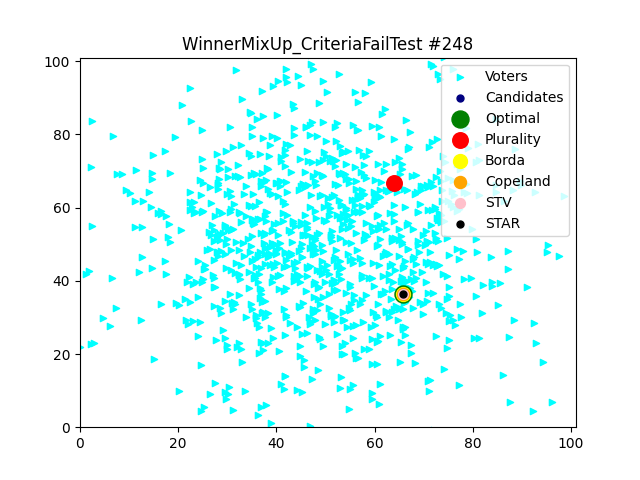 WinnerMixUp_CriteriaFailTest #248
100
80
60
40
20
0
0 20 40 60 80 100
Voters
Candidates
Optimal
Plurality
Borda
Copeland
STV
STAR